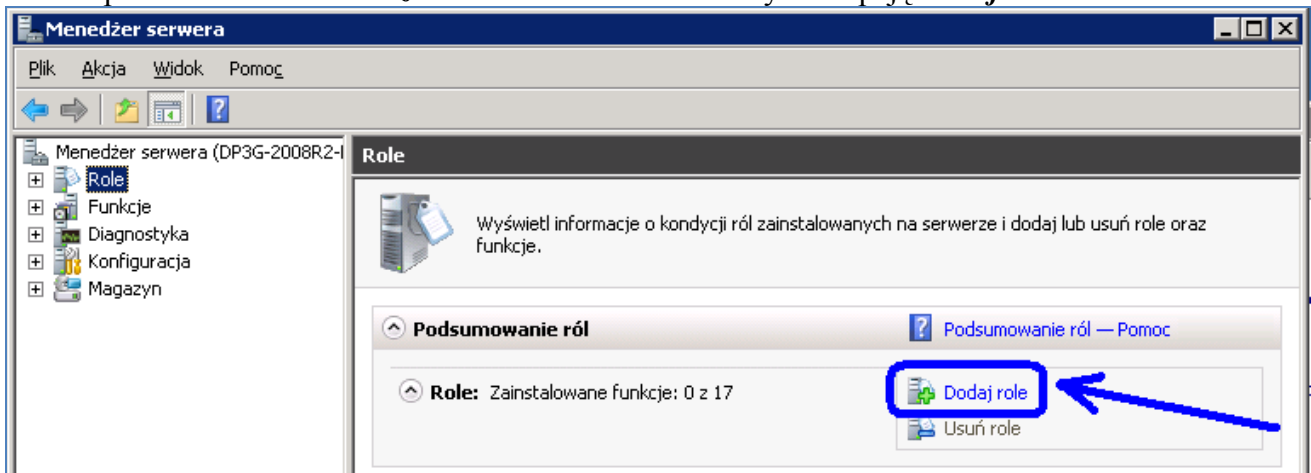 Menedżer serwera
Plik Akcja Widok Pomoc
Menedżer serwera (DP3G-2008R2-
Role
Funkcje
Diagnostyka
Konfiguracja
Magazyn
Role
Wyświetl informacje o kondycji ról zainstalowanych na serwerze i dodaj lub usuń role oraz
funkcje.
Podsumowanie ról
Podsumowanie ról — Pomoc
Role: Zainstalowane funkcje: 0 z 17
Dodaj role
Usuń role